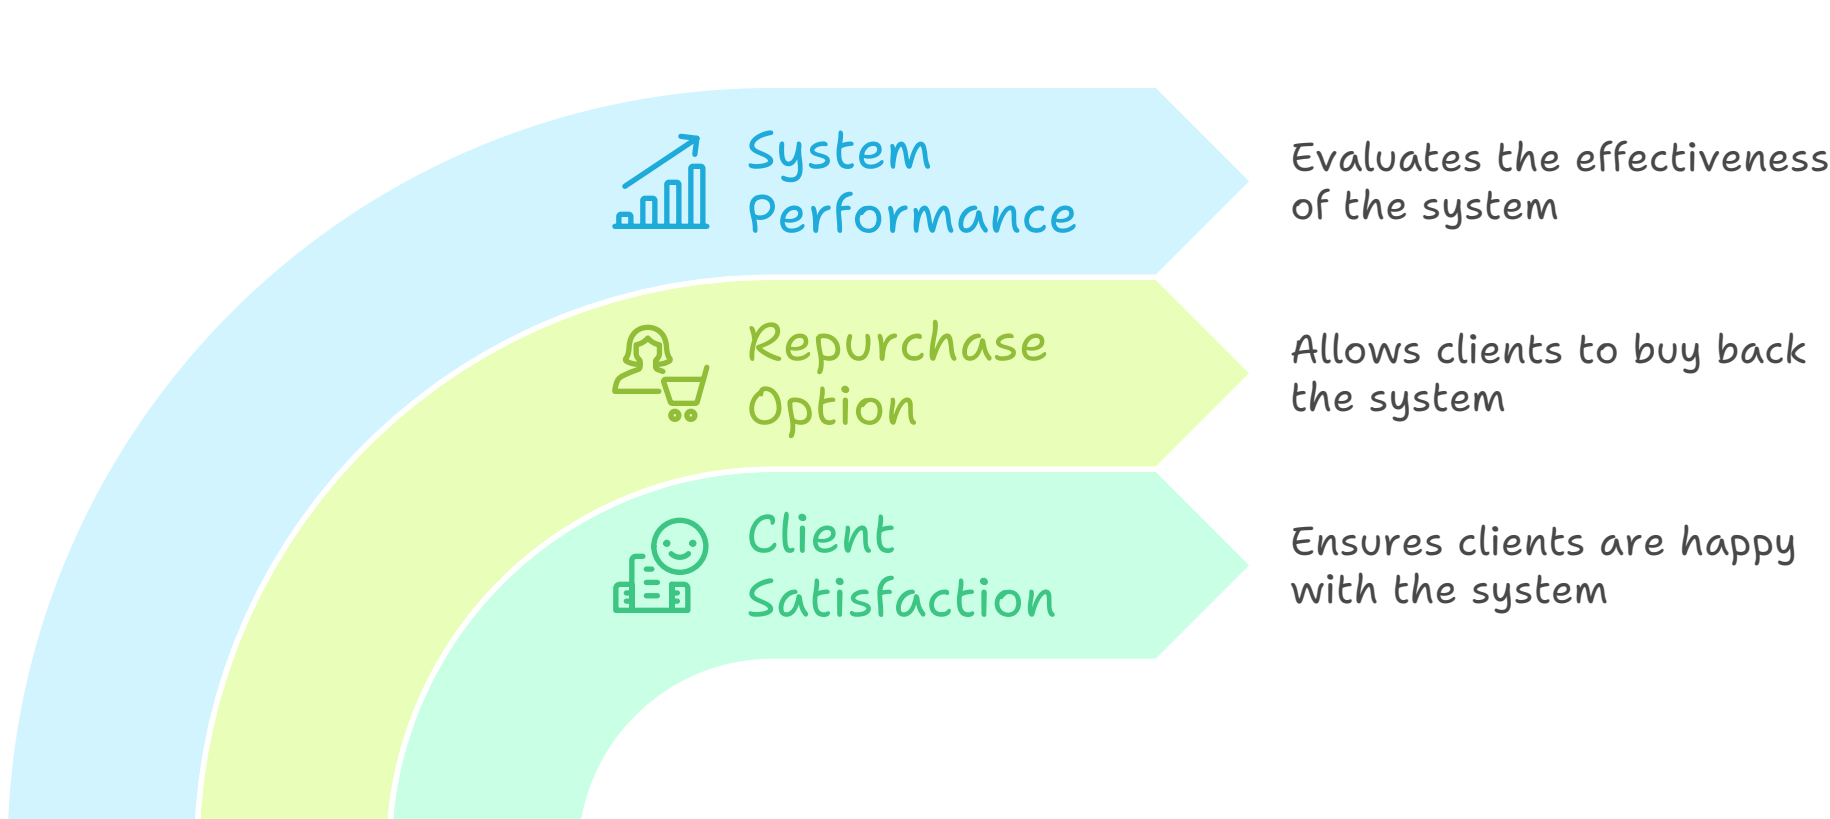 System
Performance
Evaluates the effectiveness
of the system
Repurchase
Option
Allows clients to buy back
the system
Client
Satisfaction
Ensures clients are happy
with the system